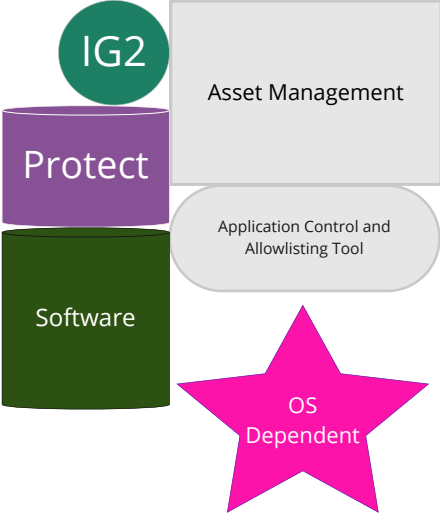 IG2
Asset Management
Protect
Application Control and
Allowlisting Tool
Software
OS
Dependent